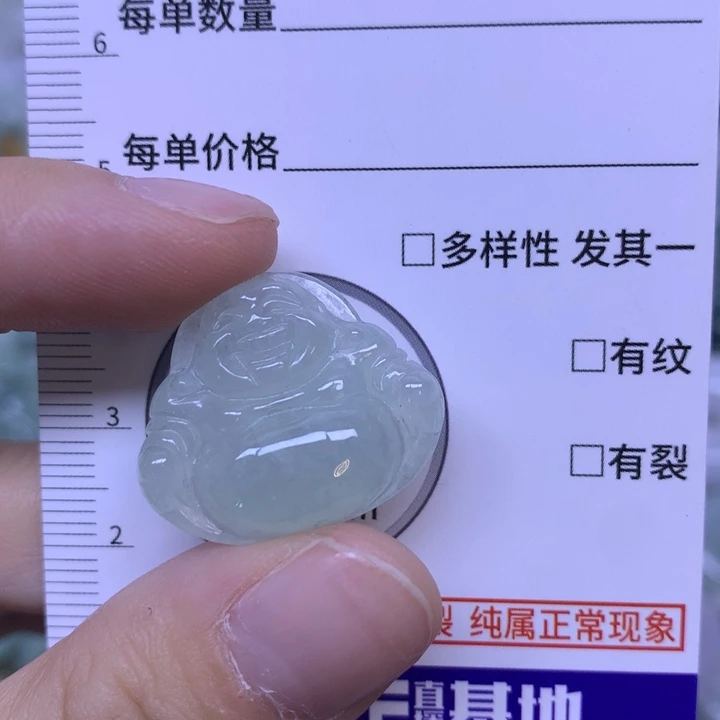 每单数量
6
每单价格
5
□多样性 发其一
□有纹
3
□有裂
2
裂 纯属正常现象
基地